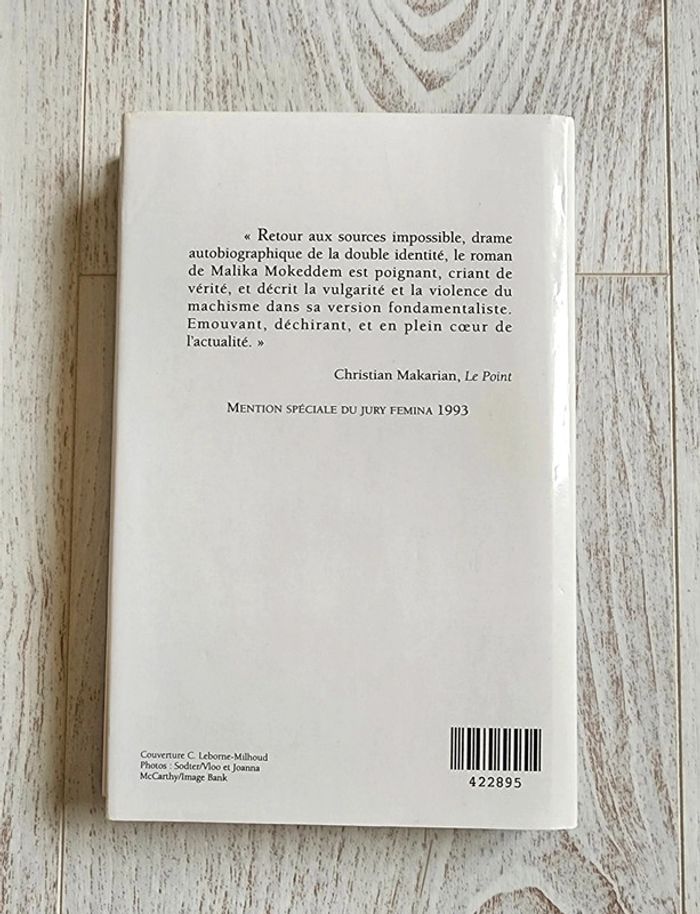 « Retour aux sources impossible, drame
autobiographique de la double identité, le roman
de Malika Mokeddem est poignant, criant de
vérité, et décrit la vulgarité et la violence du
machisme dans sa version fondamentaliste.
Emouvant, déchirant, et en plein cœur de
l'actualité. »
Christian Makarian, Le Point
MENTION SPÉCIALE DU JURY FEMINA 1993
Couverture C. Leborne-Milhoud
Photos : Sodter/Vloo et Joanna
McCarthy/Image Bank
422895